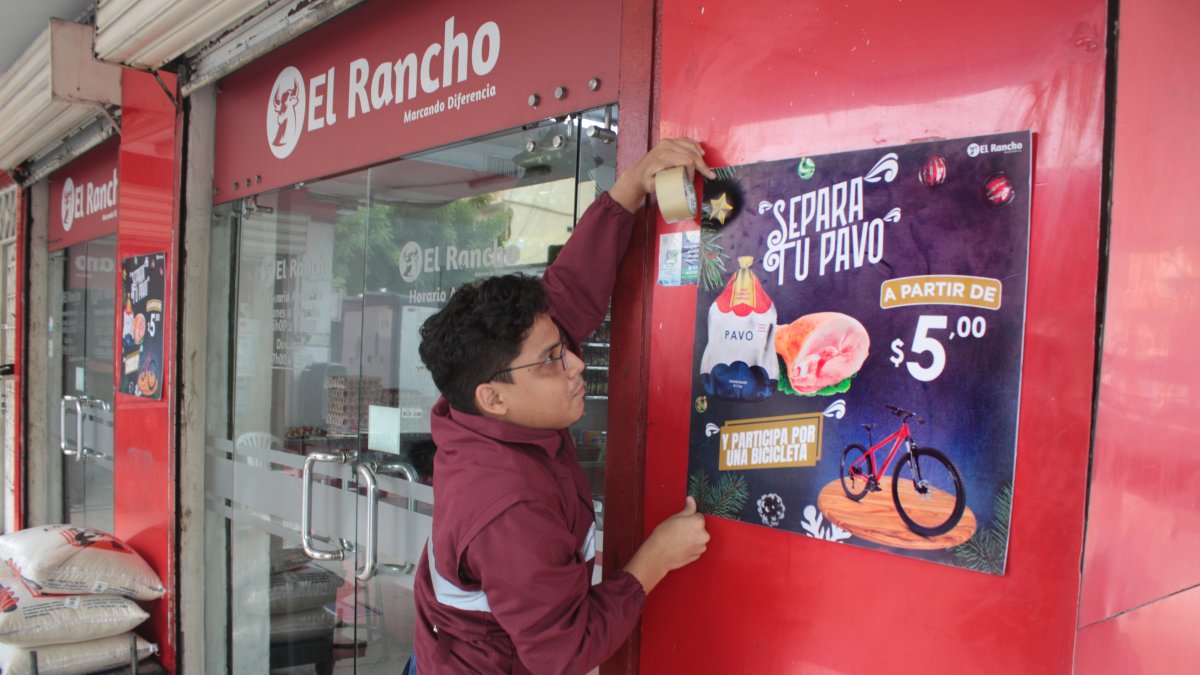 El Rancho
Marcando Diferencia
El Rancho
El Rancho
SEPARA
TU PAVO
A PARTIR DE
$5,00
PAVO
Y PARTICIPA POR
UNA BICICLETA
El Rancho
Horario A
El Rancho